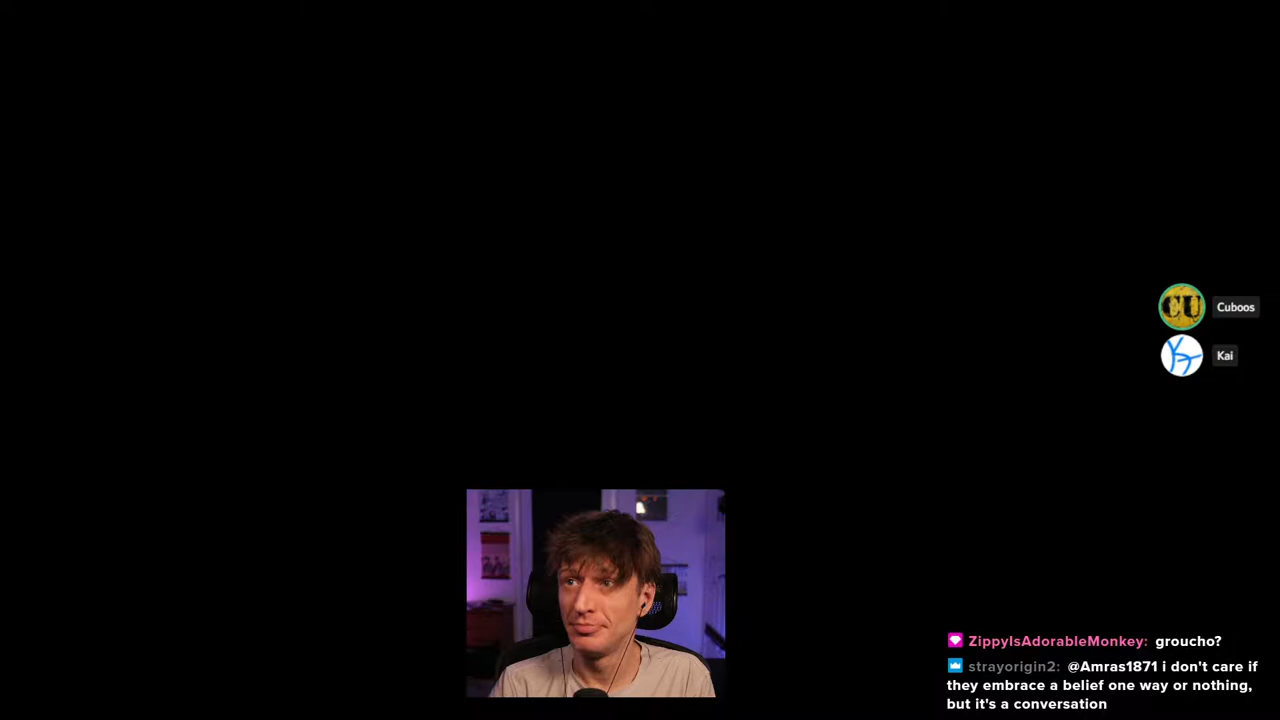 CU
Cuboos
Kai
ZippyIsAdorableMonkey: groucho?
strayorigin2: @Amras1871 i don't care if
they embrace a belief one way or nothing,
but it's a conversation